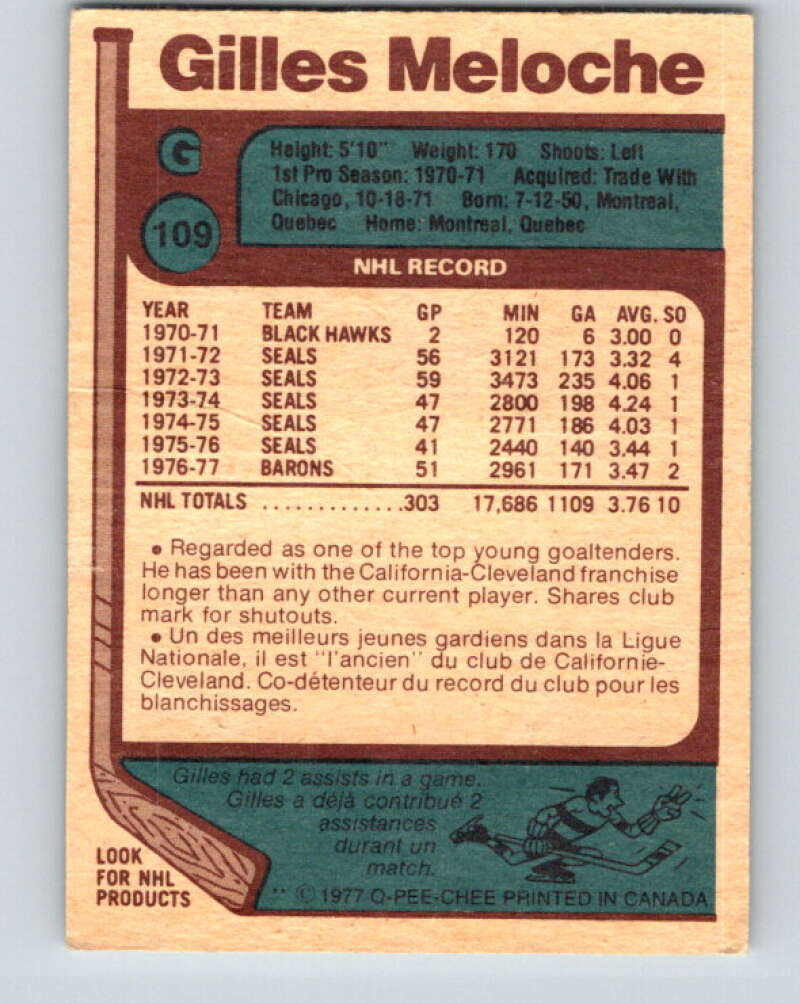 Gilles Meloche
G
109
Height: 5'10" Weight: 170 Shoots: Left
1st Pro Season: 1970-71 Acquired: Trade With
Chicago, 10-18-71 Born: 7-12-50, Montreal,
Quebec Home: Montreal, Quebec
NHL RECORD
YEAR TEAM GP MIN GA AVG. SO
1970-71 BLACK HAWKS 2 120 6 3.00 0
1971-72 SEALS 56 3121 173 3.32 4
1972-73 SEALS 59 3473 235 4.06 1
1973-74 SEALS 47 2800 198 4.24 1
1974-75 SEALS 47 2771 186 4.03 1
1975-76 SEALS 41 2440 140 3.44 1
1976-77 BARONS 51 2961 171 3.47 2
NHL TOTALS .............303 17,686 1109 3.76 10
• Regarded as one of the top young goaltenders.
He has been with the California-Cleveland franchise
longer than any other current player. Shares club
mark for shutouts.
• Un des meilleurs jeunes gardiens dans la Ligue
Nationale, il est "l'ancien" du club de Californie-
Cleveland. Co-détenteur du record du club pour les
blanchissages.
Gilles had 2 assists in a game.
Gilles a déjà contribué 2
assistances
durant un
match.
LOOK
FOR NHL
PRODUCTS
** © 1977 O-PEE-CHEE PRINTED IN CANADA